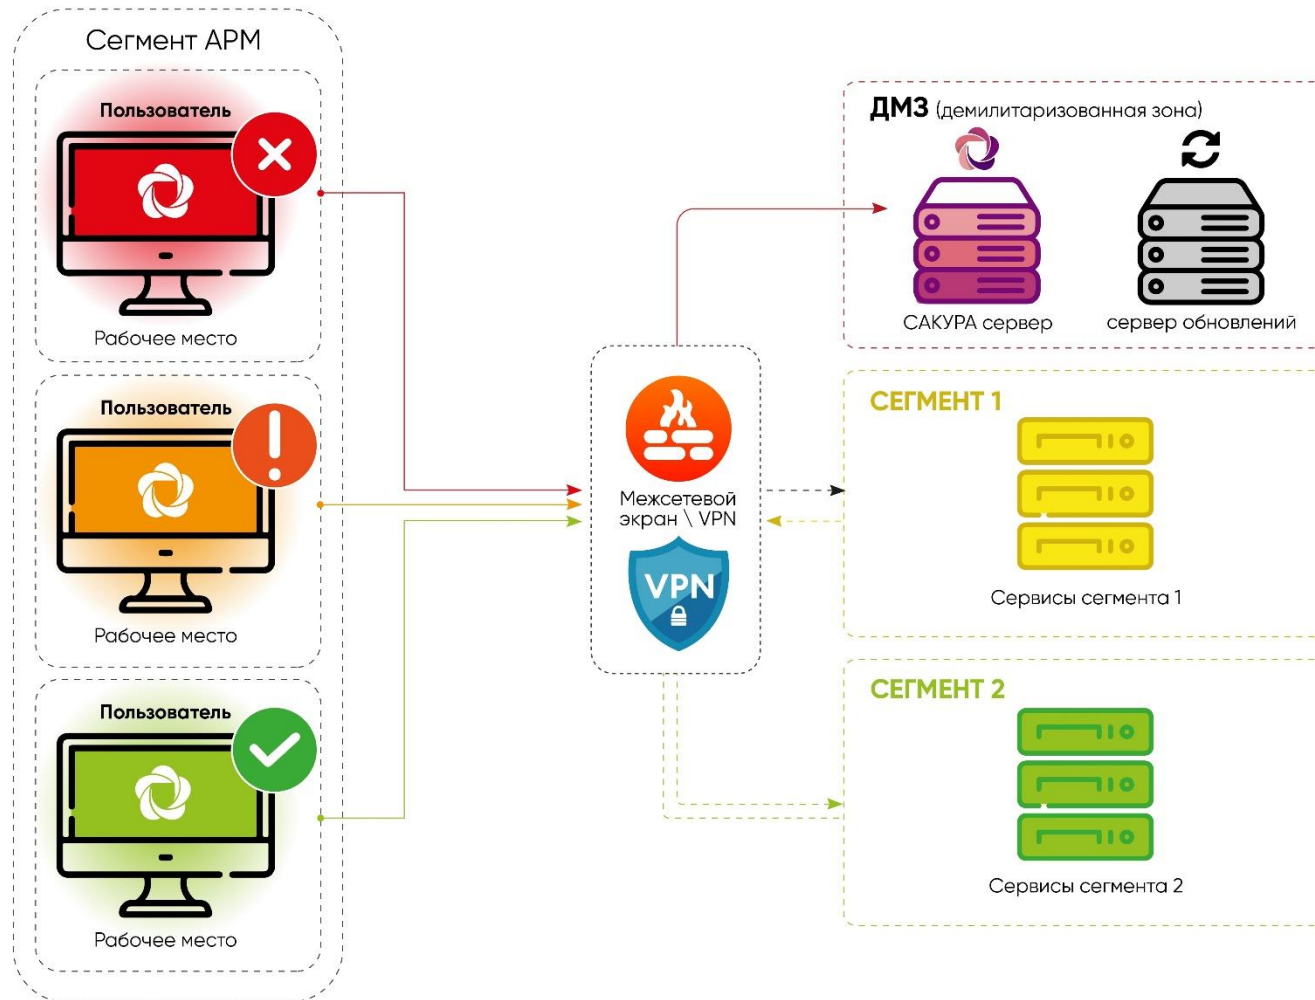 Сегмент АРМ
Пользователь
Рабочее место
Пользователь
Рабочее место
Пользователь
Рабочее место
Межсетевой
экран \ VPN
VPN
ДМЗ (демилитаризованная зона)
САКУРА сервер
сервер обновлений
СЕГМЕНТ 1
Сервисы сегмента 1
СЕГМЕНТ 2
Сервисы сегмента 2